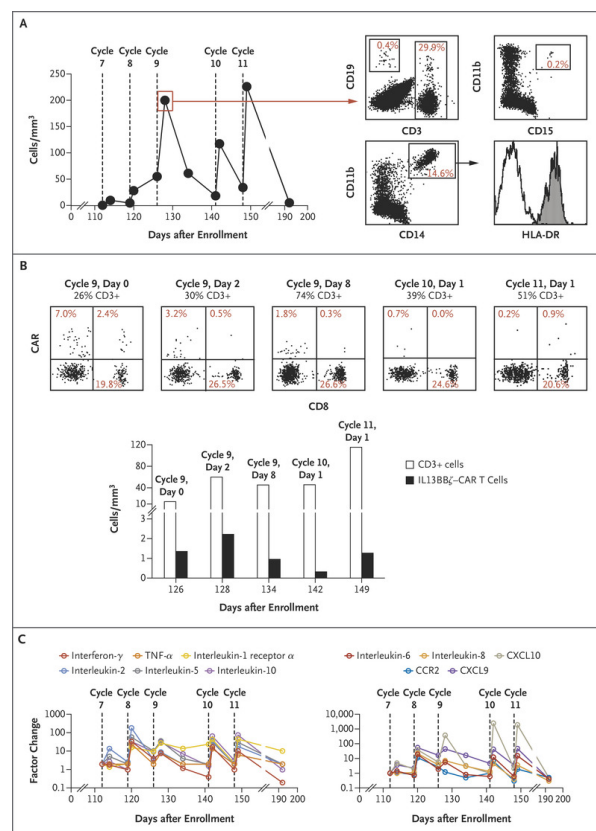 A
Cycle 7
Cycle 8
Cycle 9
Cycle 10
Cycle 11
Cells/mm³
250
200
150
100
50
0
0 110 120 130 140 150 190 200
Days after Enrollment
0.4%
29.9%
CD19
CD3
0.2%
CD11b
CD15
14.6%
CD11b
CD14
HLA-DR
B
Cycle 9, Day 0
26% CD3+
Cycle 9, Day 2
30% CD3+
Cycle 9, Day 8
74% CD3+
Cycle 10, Day 1
39% CD3+
Cycle 11, Day 1
51% CD3+
CAR
7.0% 2.4%
19.8%
3.2% 0.5%
26.5%
1.8% 0.3%
26.6%
0.7% 0.0%
24.6%
0.2% 0.9%
20.6%
CD8
Cells/mm³
120
80
40
10
3
2
1
0
Cycle 9, Day 0
Cycle 9, Day 2
Cycle 9, Day 8
Cycle 10, Day 1
Cycle 11, Day 1
CD3+ cells
IL13BBζ–CAR T Cells
126 128 134 142 149
Days after Enrollment
C
Interferon-γ TNF-α Interleukin-1 receptor α
Interleukin-2 Interleukin-5 Interleukin-10
Cycle 7
Cycle 8
Cycle 9
Cycle 10
Cycle 11
Factor Change
1000
100
10
1
0.1
0 110 120 130 140 150 190 200
Days after Enrollment
Interleukin-6 Interleukin-8 CXCL10
CCR2 CXCL9
Cycle 7
Cycle 8
Cycle 9
Cycle 10
Cycle 11
10,000
1,000
100
10
1
0.1
0 110 120 130 140 150 190 200
Days after Enrollment